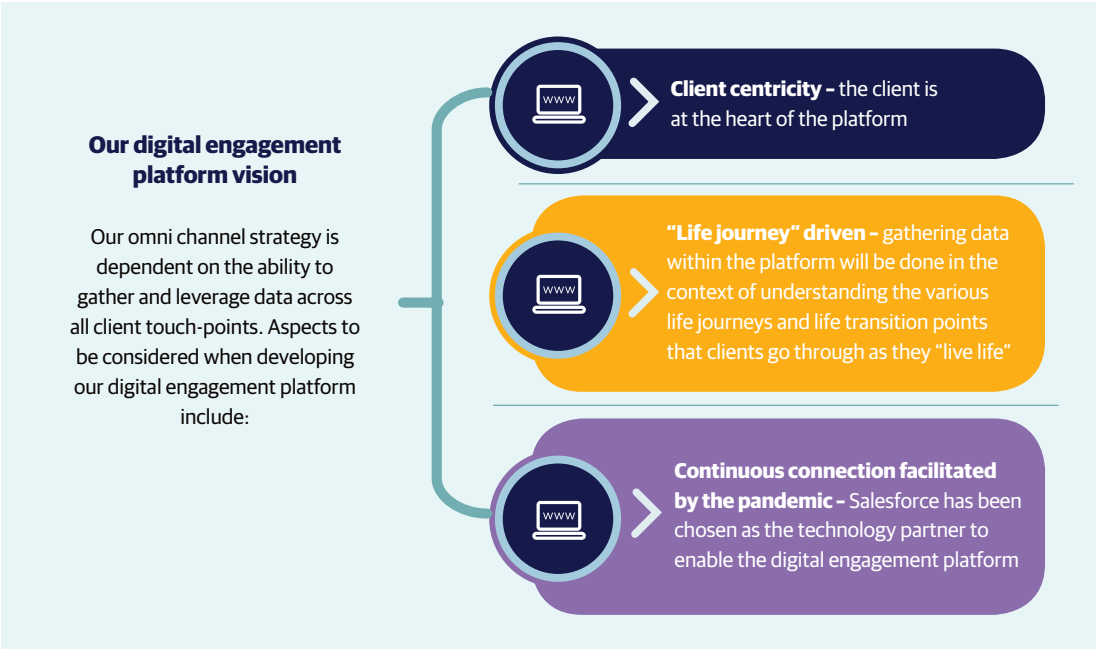 Our digital engagement
platform vision
Our omni channel strategy is
dependent on the ability to
gather and leverage data across
all client touch-points. Aspects to
be considered when developing
our digital engagement platform
include:
www
Client centricity – the client is
at the heart of the platform
www
“Life journey” driven – gathering data
within the platform will be done in the
context of understanding the various
life journeys and life transition points
that clients go through as they “live life”
www
Continuous connection facilitated
by the pandemic – Salesforce has been
chosen as the technology partner to
enable the digital engagement platform